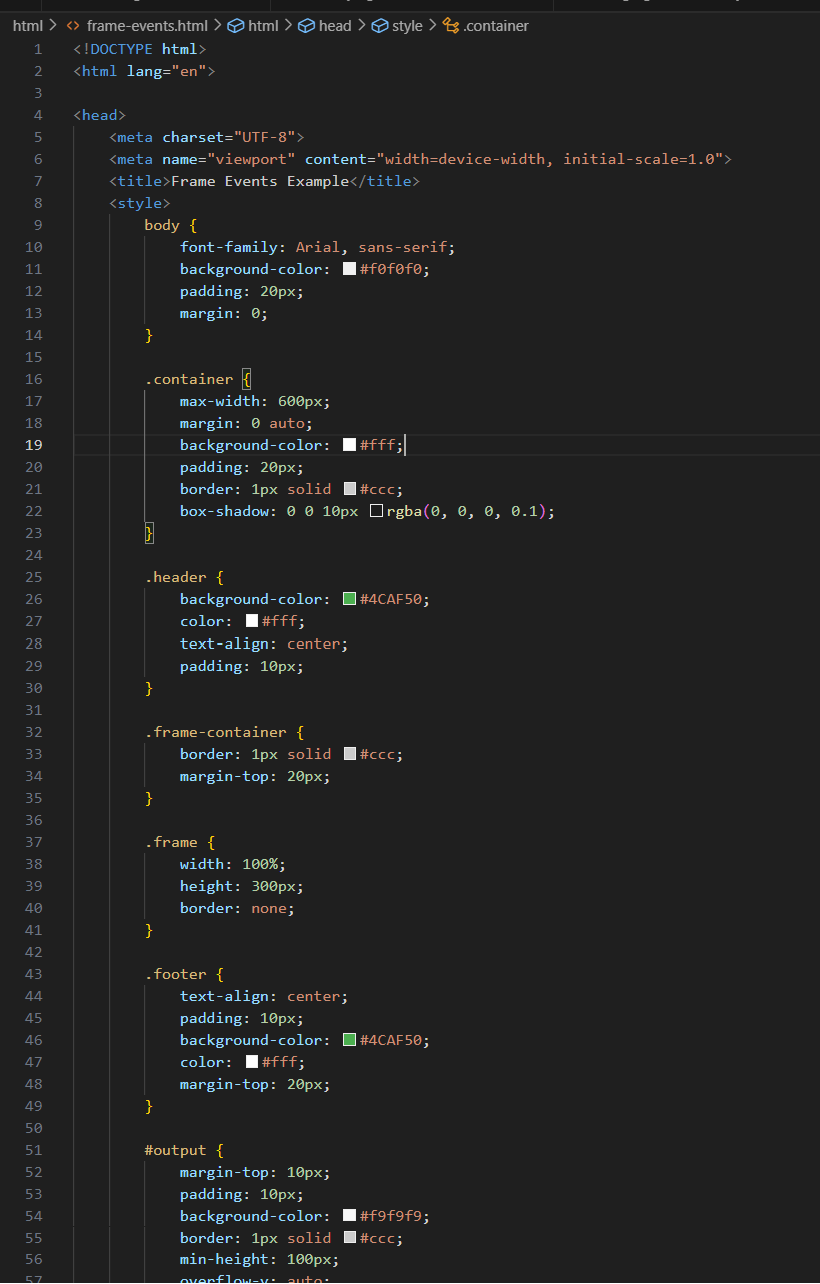 html > <> frame-events.html > html > head > style > .container
1 <!DOCTYPE html>
2 <html lang="en">
3
4 <head>
5     <meta charset="UTF-8">
6     <meta name="viewport" content="width=device-width, initial-scale=1.0">
7     <title>Frame Events Example</title>
8     <style>
9         body {
10             font-family: Arial, sans-serif;
11             background-color: #f0f0f0;
12             padding: 20px;
13             margin: 0;
14         }
15
16         .container {
17             max-width: 600px;
18             margin: 0 auto;
19             background-color: #fff;
20             padding: 20px;
21             border: 1px solid #ccc;
22             box-shadow: 0 0 10px rgba(0, 0, 0, 0.1);
23         }
24
25         .header {
26             background-color: #4CAF50;
27             color: #fff;
28             text-align: center;
29             padding: 10px;
30         }
31
32         .frame-container {
33             border: 1px solid #ccc;
34             margin-top: 20px;
35         }
36
37         .frame {
38             width: 100%;
39             height: 300px;
40             border: none;
41         }
42
43         .footer {
44             text-align: center;
45             padding: 10px;
46             background-color: #4CAF50;
47             color: #fff;
48             margin-top: 20px;
49         }
50
51         #output {
52             margin-top: 10px;
53             padding: 10px;
54             background-color: #f9f9f9;
55             border: 1px solid #ccc;
56             min-height: 100px;
57             overflow-y: auto;